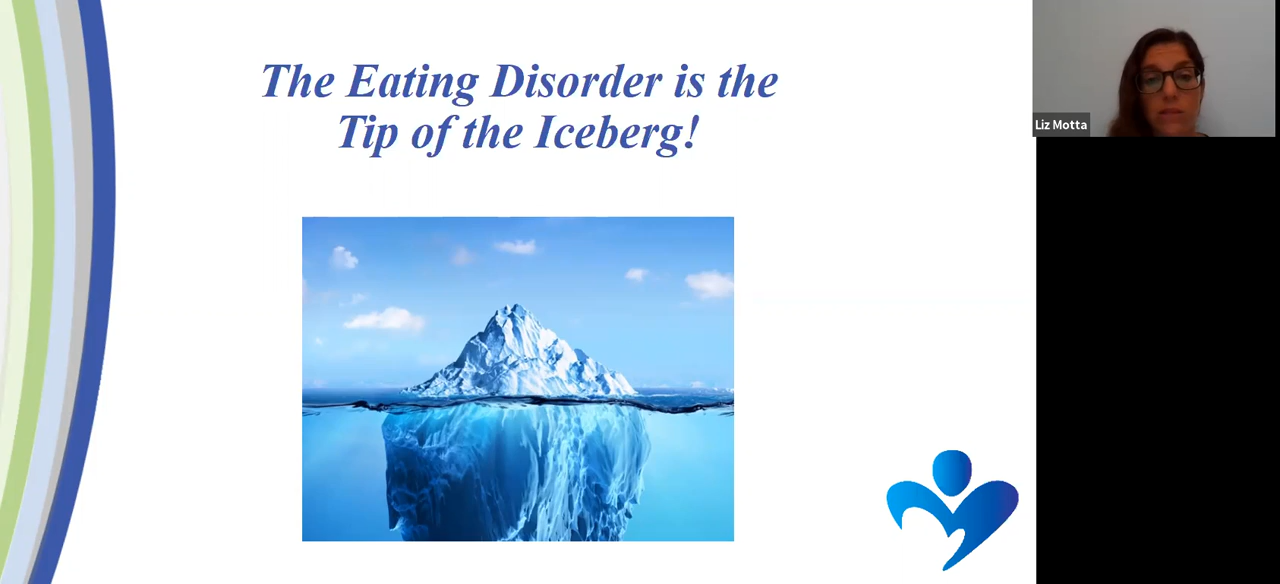 The Eating Disorder is the
Tip of the Iceberg!
Liz Motta